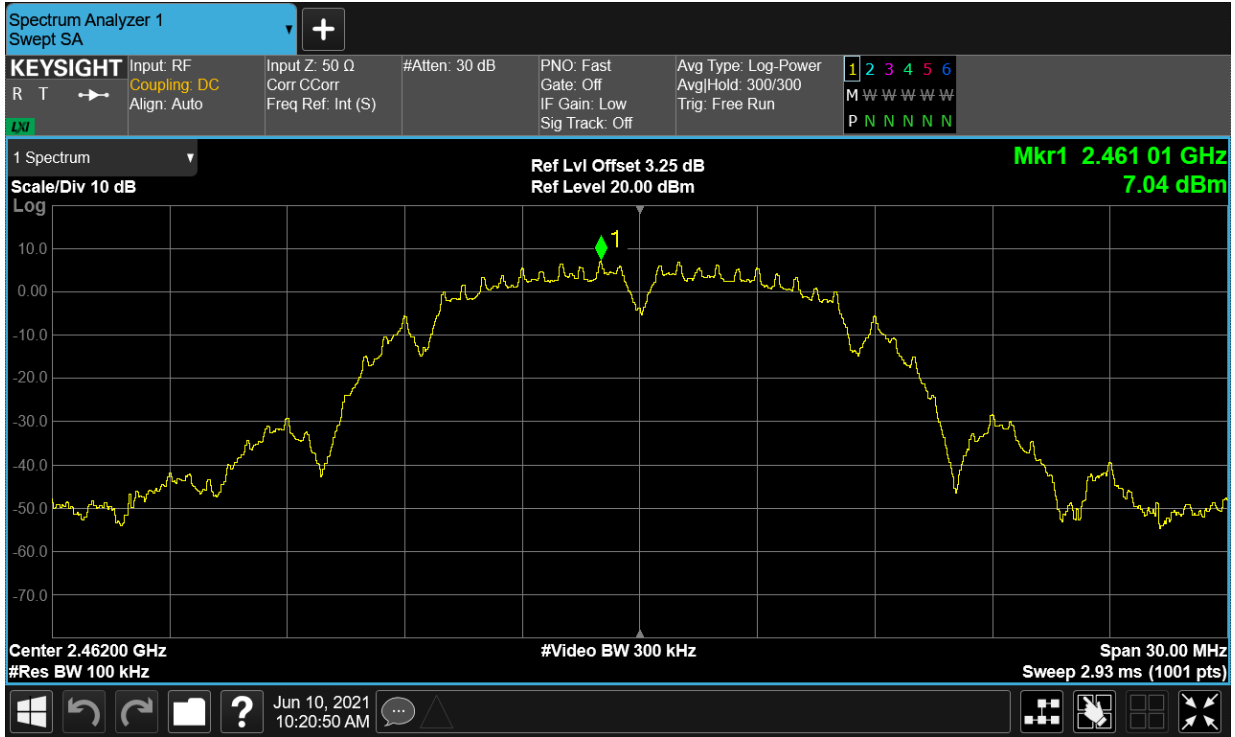 Spectrum Analyzer 1
Swept SA
KEYSIGHT
R T
LXI
Input: RF
Coupling: DC
Align: Auto
Input Z: 50 Ω
Corr CCorr
Freq Ref: Int (S)
#Atten: 30 dB
PNO: Fast
Gate: Off
IF Gain: Low
Sig Track: Off
Avg Type: Log-Power
Avg|Hold: 300/300
Trig: Free Run
1 2 3 4 5 6
M W W W W W
P N N N N N
1 Spectrum
Scale/Div 10 dB
Log
Ref Lvl Offset 3.25 dB
Ref Level 20.00 dBm
Mkr1 2.461 01 GHz
7.04 dBm
1
10.0
0.00
-10.0
-20.0
-30.0
-40.0
-50.0
-60.0
-70.0
Center 2.46200 GHz
#Res BW 100 kHz
#Video BW 300 kHz
Span 30.00 MHz
Sweep 2.93 ms (1001 pts)
?
Jun 10, 2021
10:20:50 AM